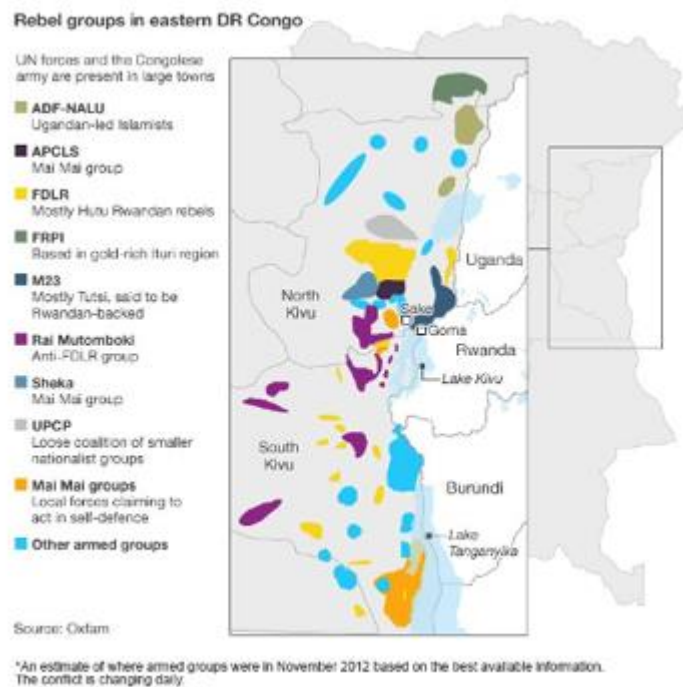 Rebel groups in eastern DR Congo
UN forces and the Congolese
army are present in large towns
ADF-NALU
Ugandan-led Islamists
APCLS
Mai Mai group
FDLR
Mostly Hutu Rwandan rebels
FRPI
Based in gold-rich Ituri region
M23
Mostly Tutsi, said to be
Rwandan-backed
Rai Mutomboki
Anti-FDLR group
Sheka
Mai Mai group
UPCP
Loose coalition of smaller
nationalist groups
Mai Mai groups
Local forces claiming to
act in self-defence
Other armed groups
Source: Oxfam
Uganda
North
Kivu
Sake
Goma
Rwanda
Lake Kivu
South
Kivu
Burundi
Lake
Tanganyika
*An estimate of where armed groups were in November 2012 based on the best available information.
The conflict is changing daily.